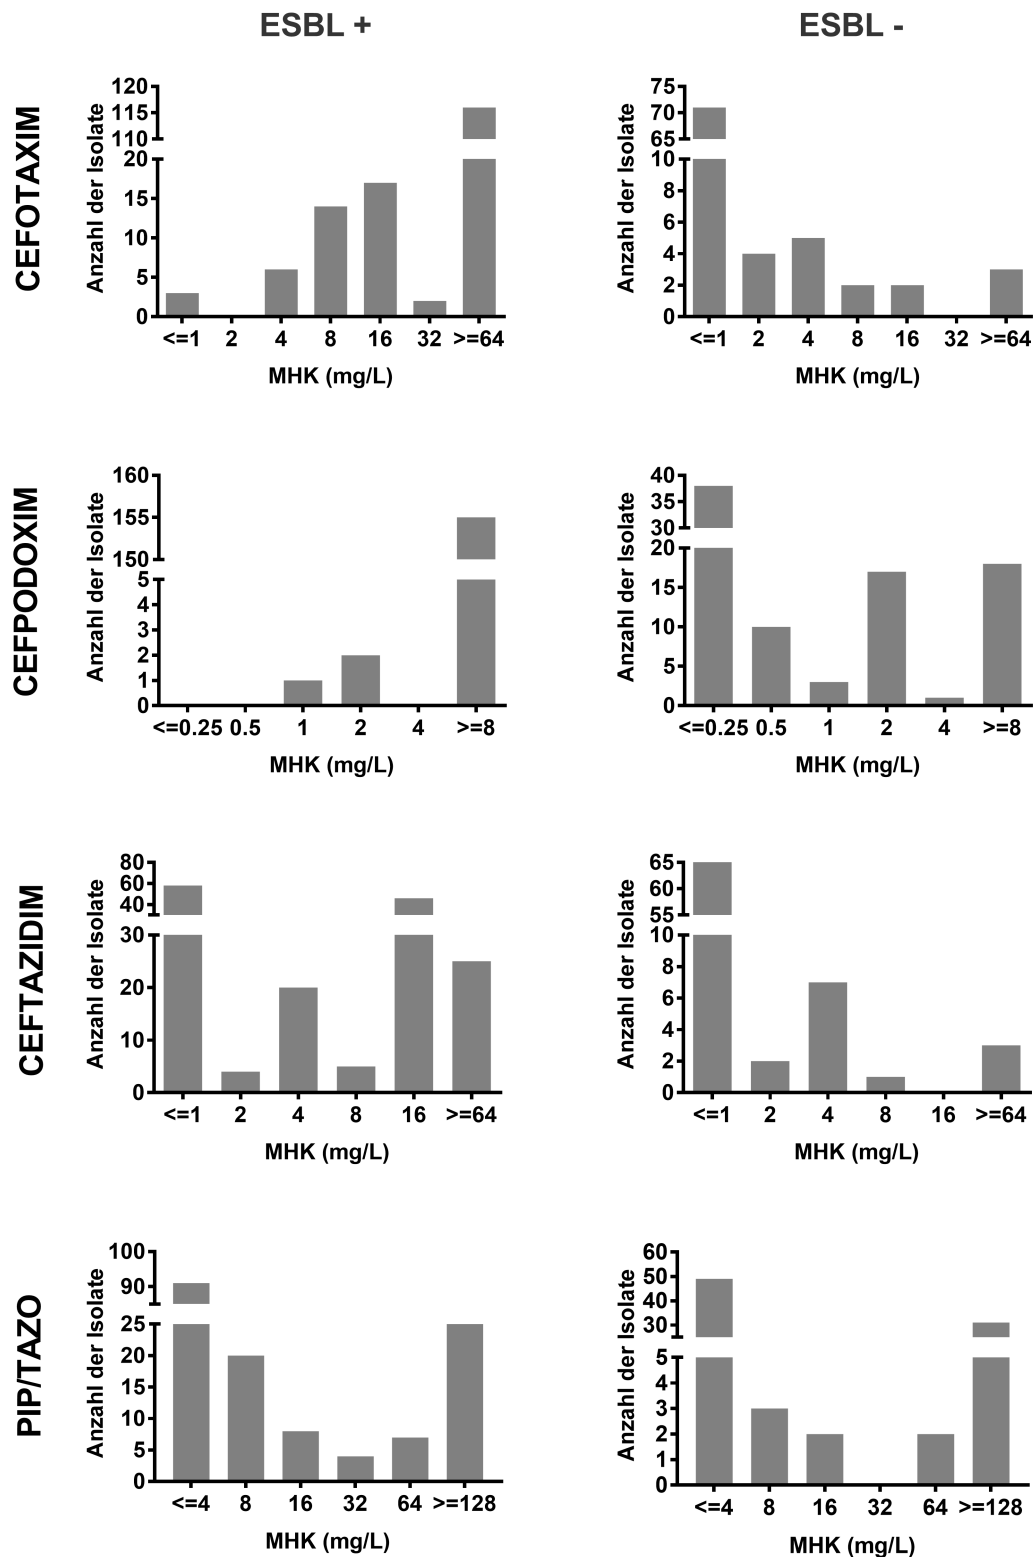 ESBL + ESBL -
CEFOTAXIM
Anzahl der Isolate
120
115
110
20
15
10
5
0
<=1 2 4 8 16 32 >=64
MHK (mg/L)
Anzahl der Isolate
75
70
65
10
8
6
4
2
0
<=1 2 4 8 16 32 >=64
MHK (mg/L)
CEFPODOXIM
Anzahl der Isolate
160
155
150
5
4
3
2
1
0
<=0.25 0.5 1 2 4 >=8
MHK (mg/L)
Anzahl der Isolate
40
35
30
20
15
10
5
0
<=0.25 0.5 1 2 4 >=8
MHK (mg/L)
CEFTAZIDIM
Anzahl der Isolate
80
60
40
30
20
10
0
<=1 2 4 8 16 >=64
MHK (mg/L)
Anzahl der Isolate
65
60
55
10
8
6
4
2
0
<=1 2 4 8 16 >=64
MHK (mg/L)
PIP/TAZO
Anzahl der Isolate
100
90
25
20
15
10
5
0
<=4 8 16 32 64 >=128
MHK (mg/L)
Anzahl der Isolate
60
50
40
30
5
4
3
2
1
0
<=4 8 16 32 64 >=128
MHK (mg/L)